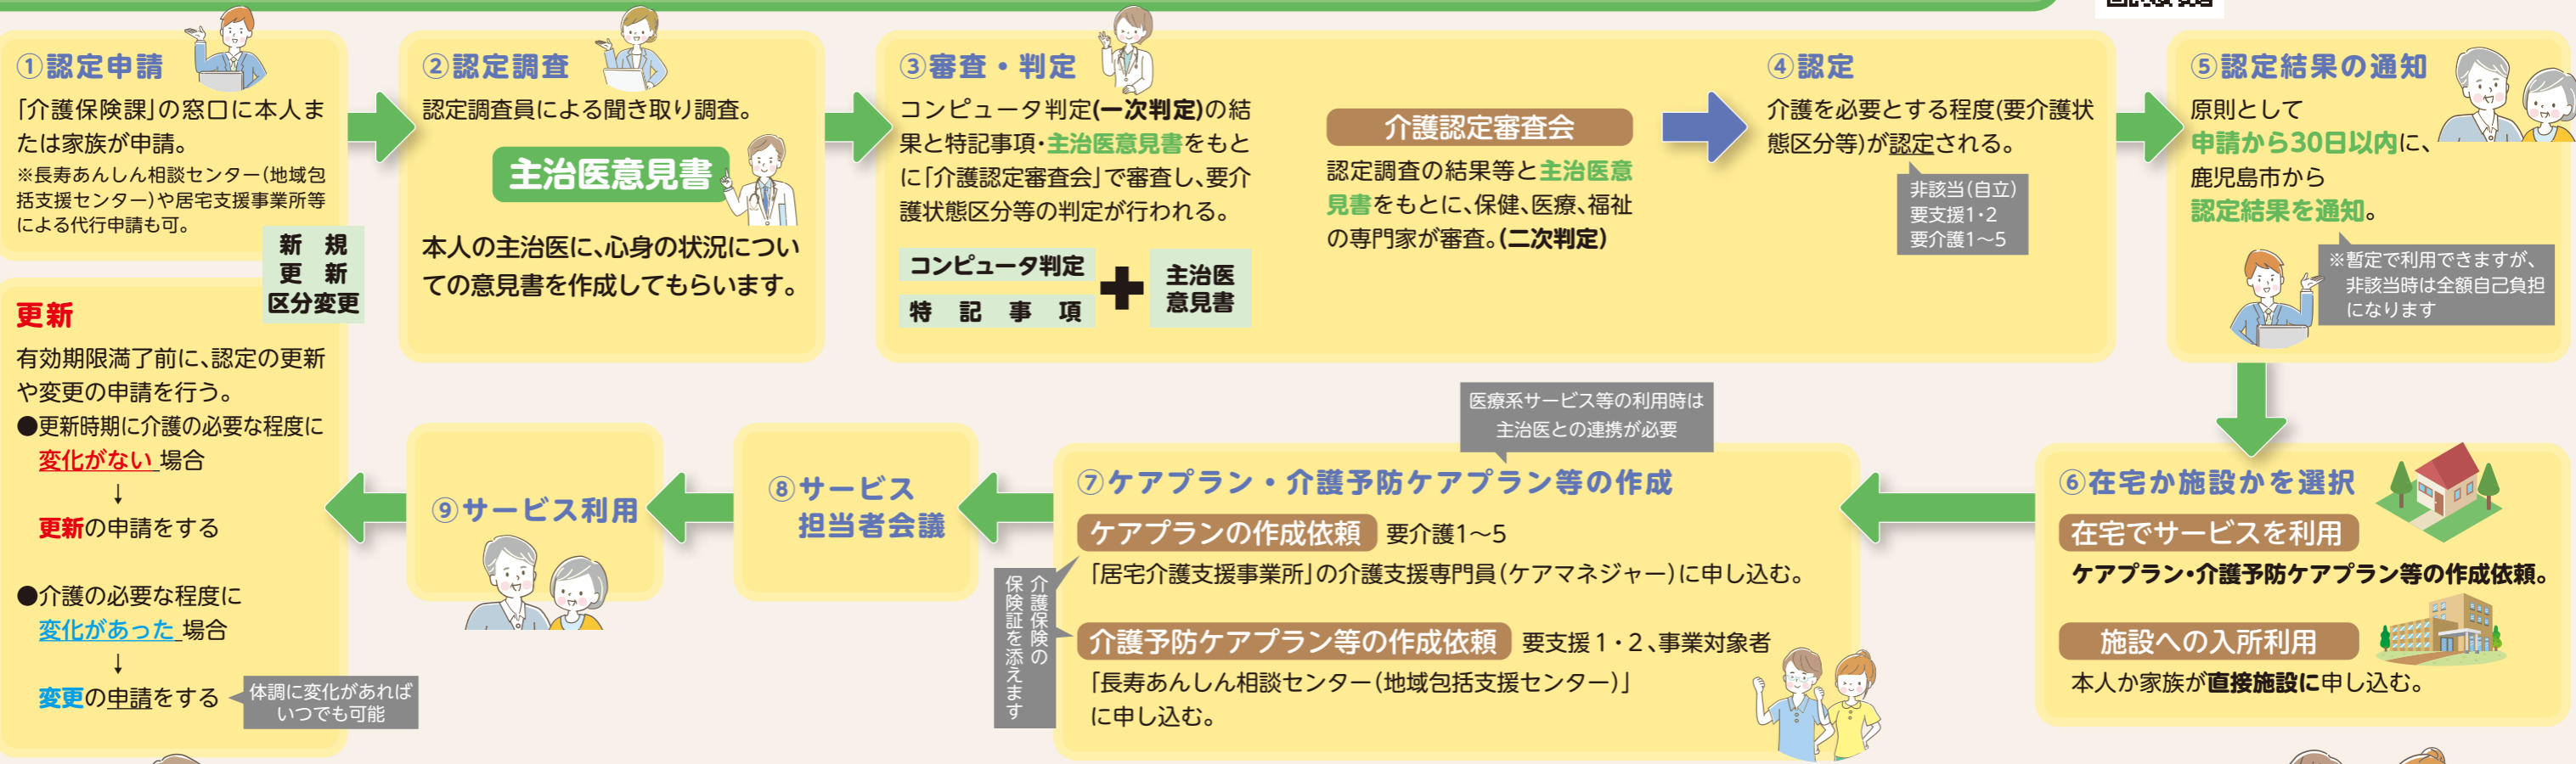 ①認定申請
「介護保険課」の窓口に本人ま
たは家族が申請。
※長寿あんしん相談センター(地域包
括支援センター)や居宅支援事業所等
による代行申請も可。
新　規
更　新
区分変更
②認定調査
認定調査員による聞き取り調査。
主治医意見書
本人の主治医に、心身の状況につい
ての意見書を作成してもらいます。
③審査・判定
コンピュータ判定(一次判定)の結
果と特記事項・主治医意見書をもと
に「介護認定審査会」で審査し、要介
護状態区分等の判定が行われる。
コンピュータ判定
特　記　事　項
＋
主治医
意見書
介護認定審査会
認定調査の結果等と主治医意
見書をもとに、保健、医療、福祉
の専門家が審査。(二次判定)
④認定
介護を必要とする程度(要介護状
態区分等)が認定される。
非該当(自立)
要支援1・2
要介護1～5
⑤認定結果の通知
原則として
申請から30日以内に、
鹿児島市から
認定結果を通知。
※暫定で利用できますが、
非該当時は全額自己負担
になります
⑥在宅か施設かを選択
在宅でサービスを利用
ケアプラン・介護予防ケアプラン等の作成依頼。
施設への入所利用
本人か家族が直接施設に申し込む。
医療系サービス等の利用時は
主治医との連携が必要
⑦ケアプラン・介護予防ケアプラン等の作成
ケアプランの作成依頼 要介護1～5
「居宅介護支援事業所」の介護支援専門員(ケアマネジャー)に申し込む。
介護予防ケアプラン等の作成依頼 要支援1・2、事業対象者
「長寿あんしん相談センター(地域包括支援センター)」
に申し込む。
介護保険の
保険証を添えます
⑧サービス
担当者会議
⑨サービス利用
更新
有効期限満了前に、認定の更新
や変更の申請を行う。
●更新時期に介護の必要な程度に
変化がない 場合
↓
更新の申請をする
●介護の必要な程度に
変化があった 場合
↓
変更の申請をする
体調に変化があれば
いつでも可能